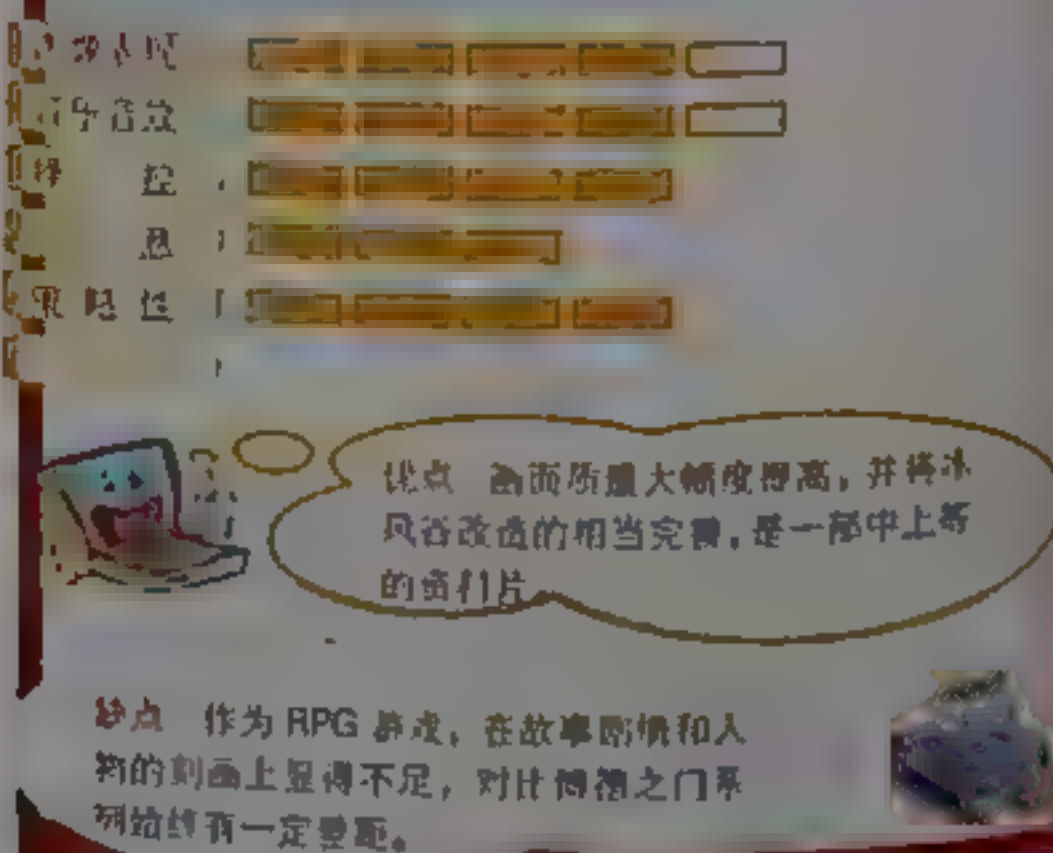 音效
控
优点 画面质量大幅度提高，并将冰
风谷改造的相当完善，是一部中上等
的资料片
缺点 作为 RPG 游戏，在故事剧情和人
物的刻画上显得不足，对比博德之门系
列始终有一定差距。